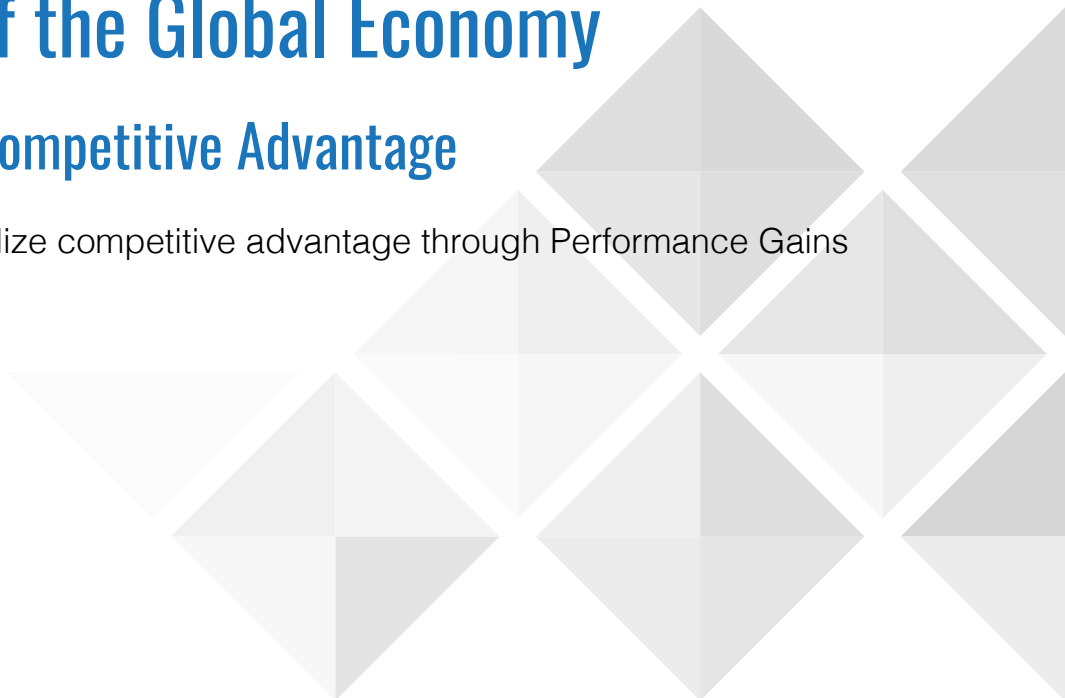 f the Global Economy
ompetitive Advantage
lize competitive advantage through Performance Gains